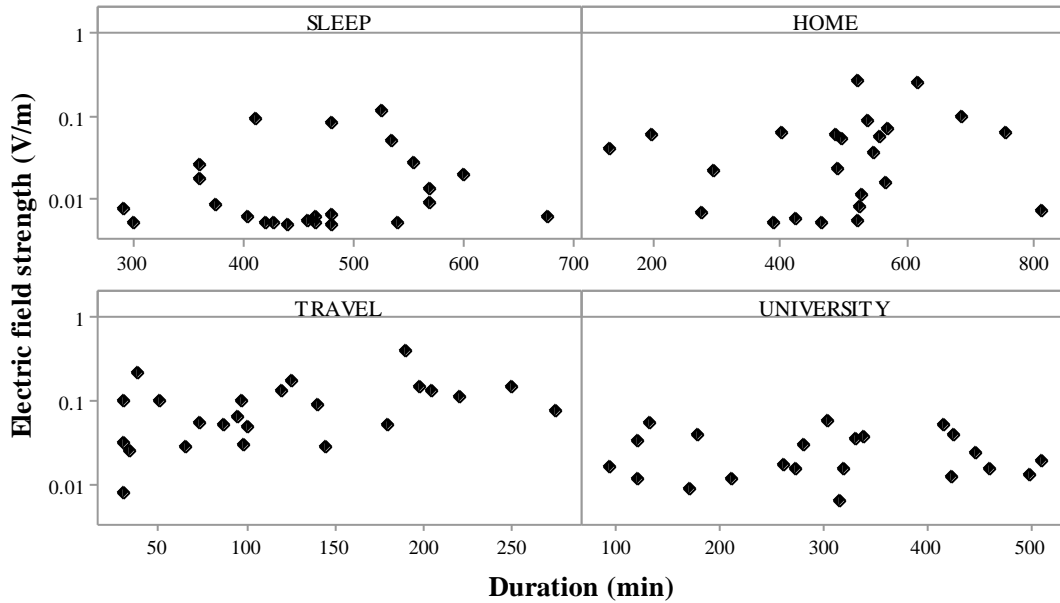 SLEEP
HOME
1
0.1
0.01
300 400 500 600 700
200 400 600 800
TRAVEL
UNIVERSITY
1
0.1
0.01
50 100 150 200 250
100 200 300 400 500
Electric field strength (V/m)
Duration (min)